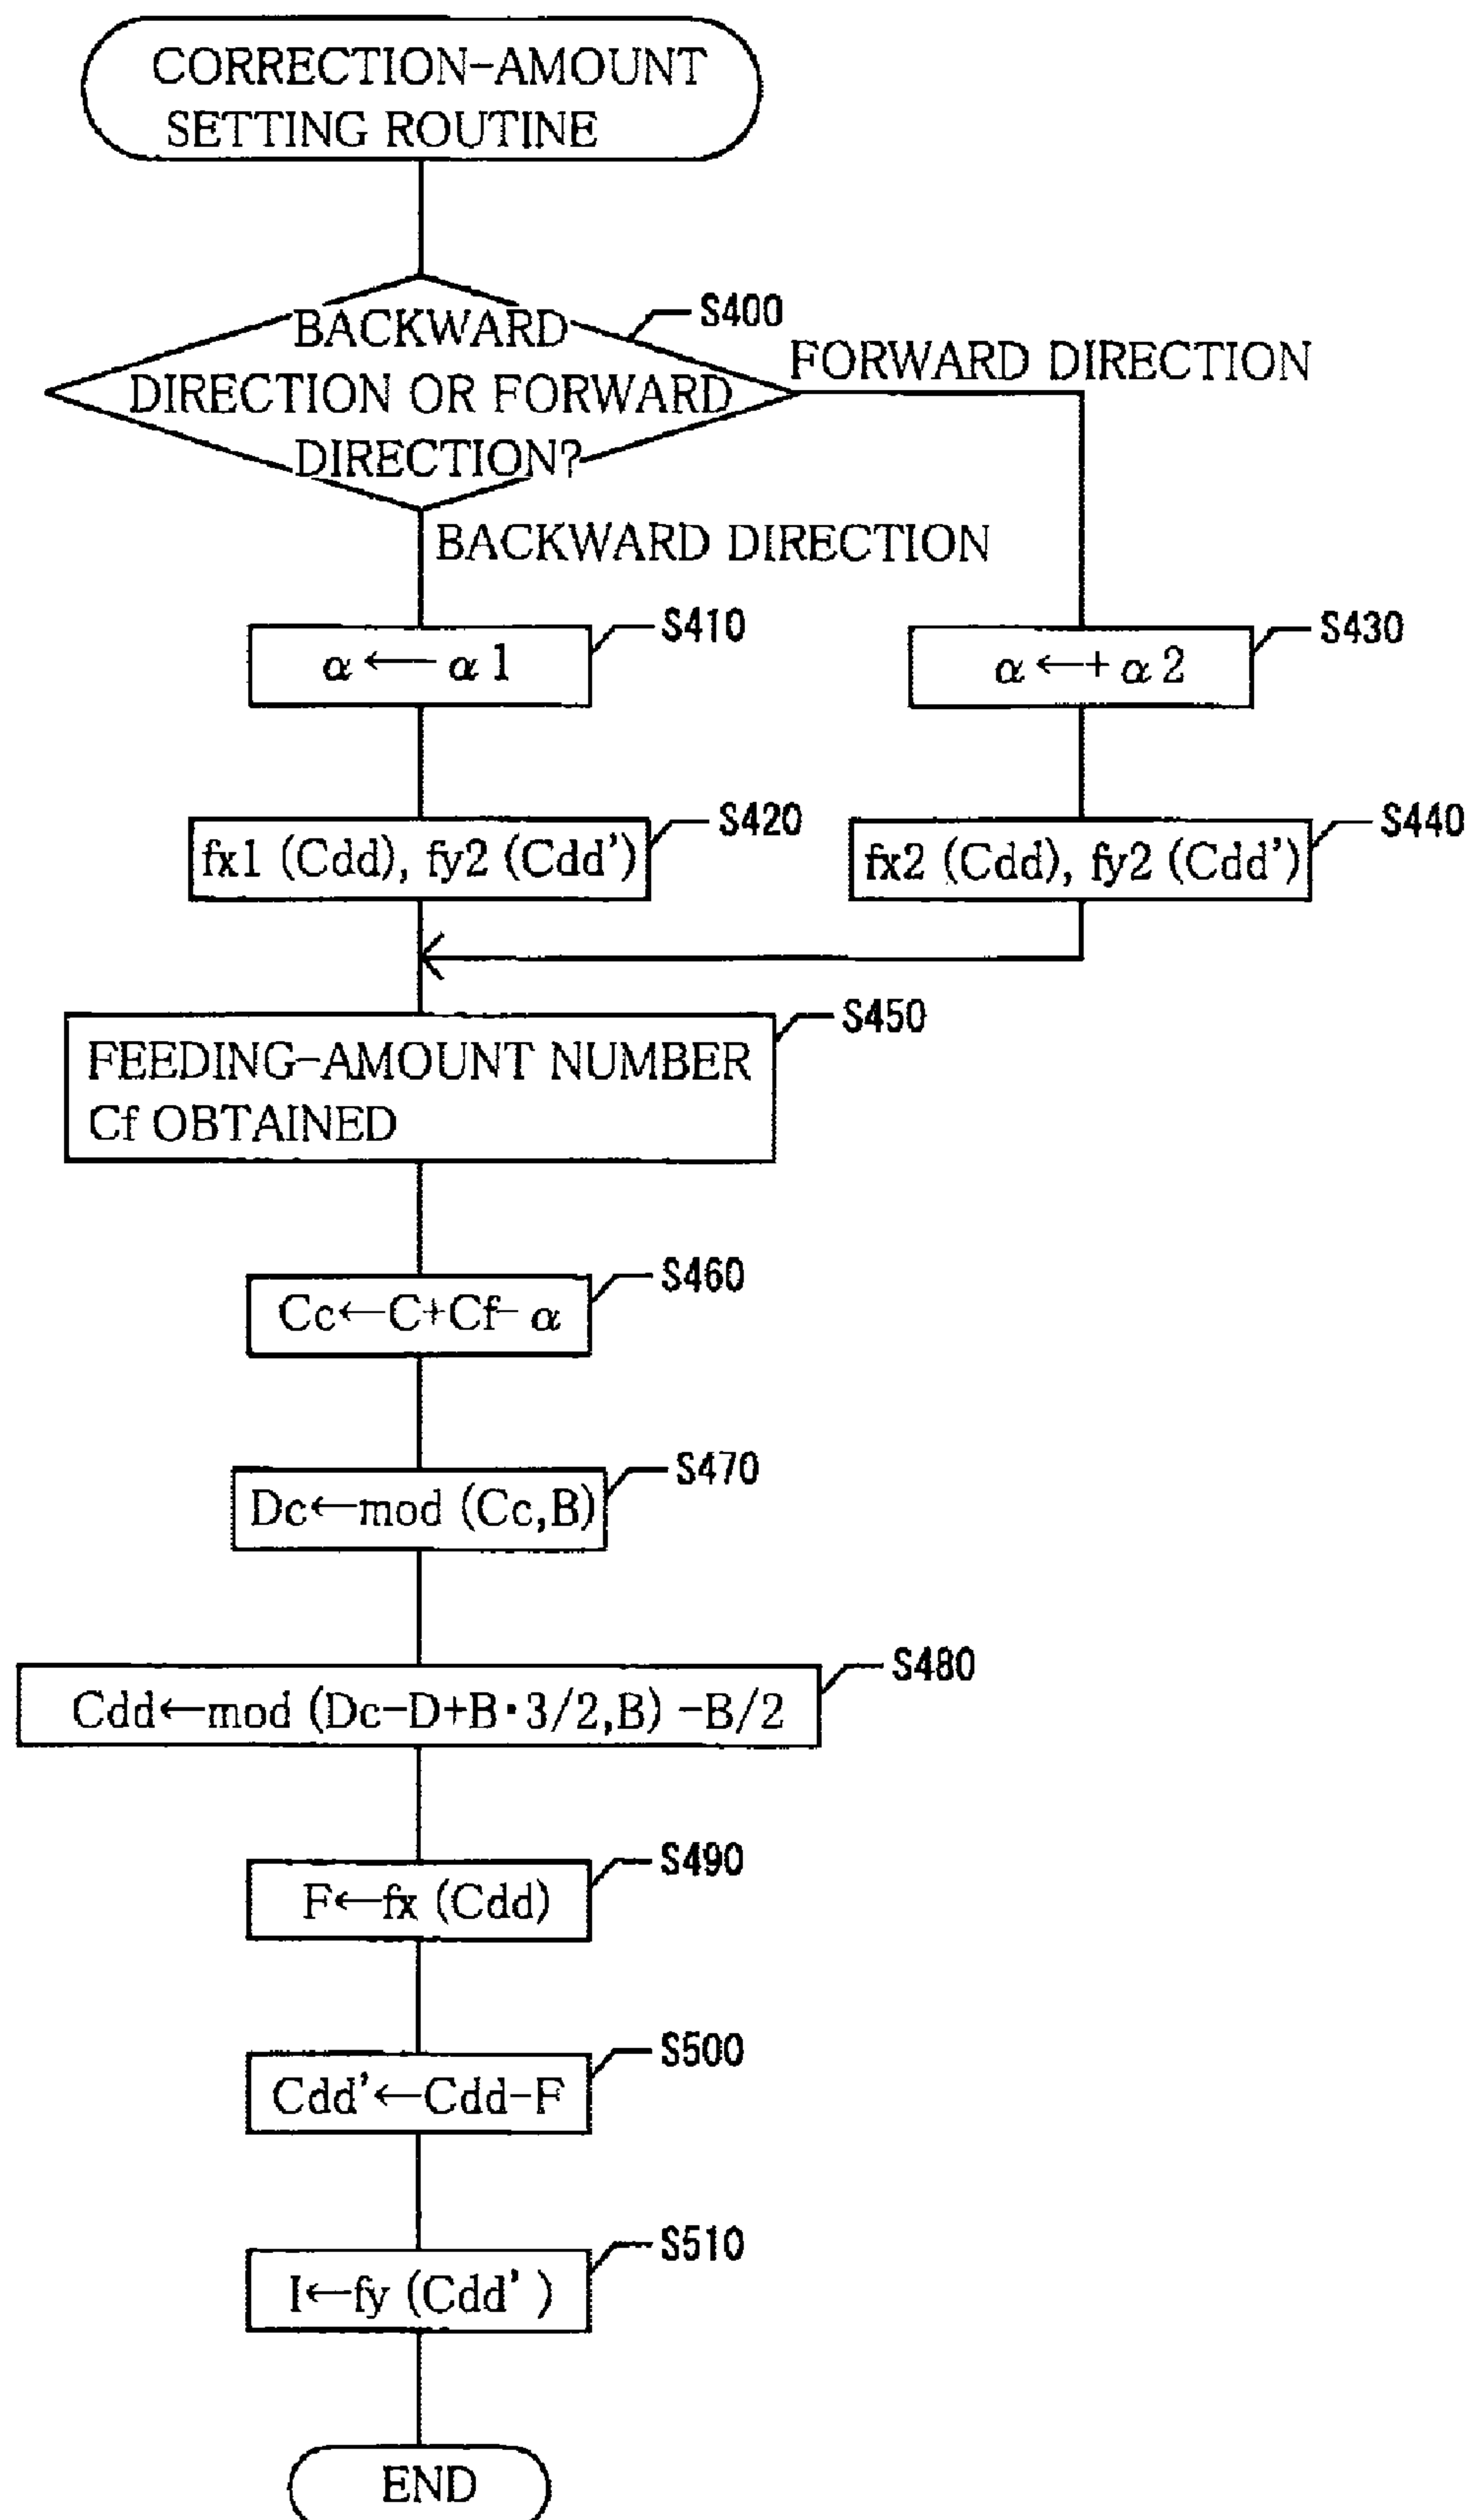 CORRECTION-AMOUNT
SETTING ROUTINE
S400
BACKWARD
DIRECTION OR FORWARD
DIRECTION?
FORWARD DIRECTION
BACKWARD DIRECTION
S410
α←-α1
S430
α←+α2
S420
fx1 (Cdd), fy2 (Cdd')
S440
fx2 (Cdd), fy2 (Cdd')
S450
FEEDING-AMOUNT NUMBER
Cf OBTAINED
S460
Cc←C+Cf-α
S470
Dc←mod (Cc,B)
S480
Cdd←mod (Dc-D+B・3/2,B) -B/2
S490
F←fx (Cdd)
S500
Cdd'←Cdd-F
S510
I←fy (Cdd')
END